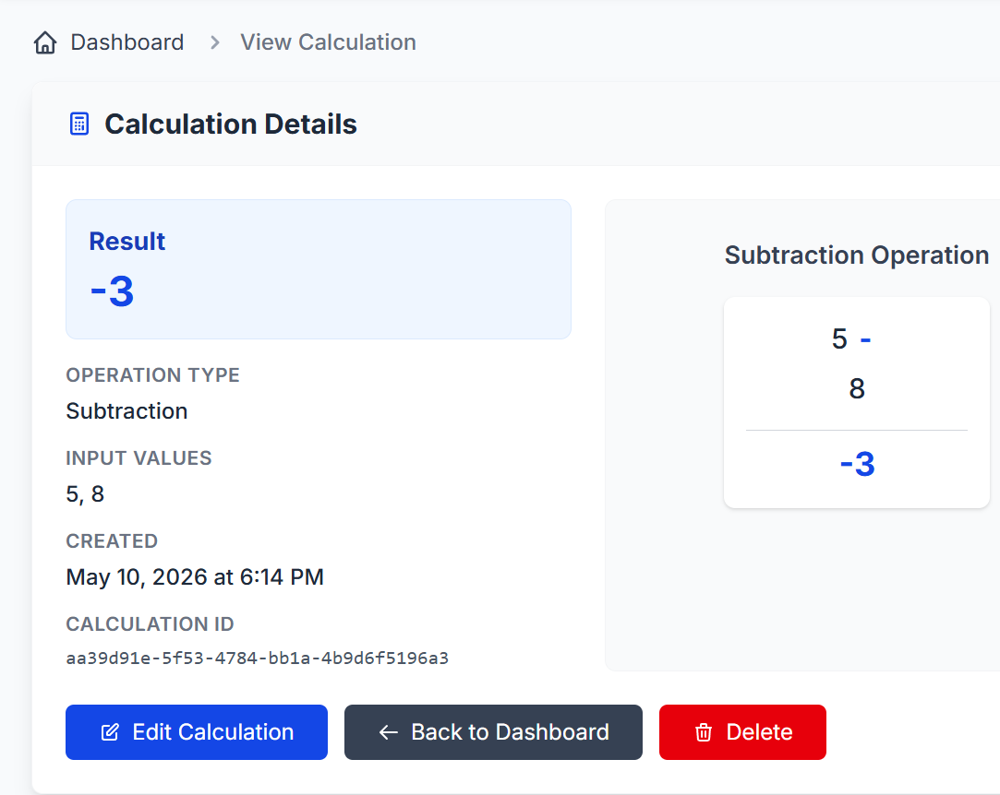 Dashboard > View Calculation
Calculation Details
Result
-3
OPERATION TYPE
Subtraction
INPUT VALUES
5, 8
CREATED
May 10, 2026 at 6:14 PM
CALCULATION ID
aa39d91e-5f53-4784-bb1a-4b9d6f5196a3
Subtraction Operation
5 -
8
-3
Edit Calculation
Back to Dashboard
Delete